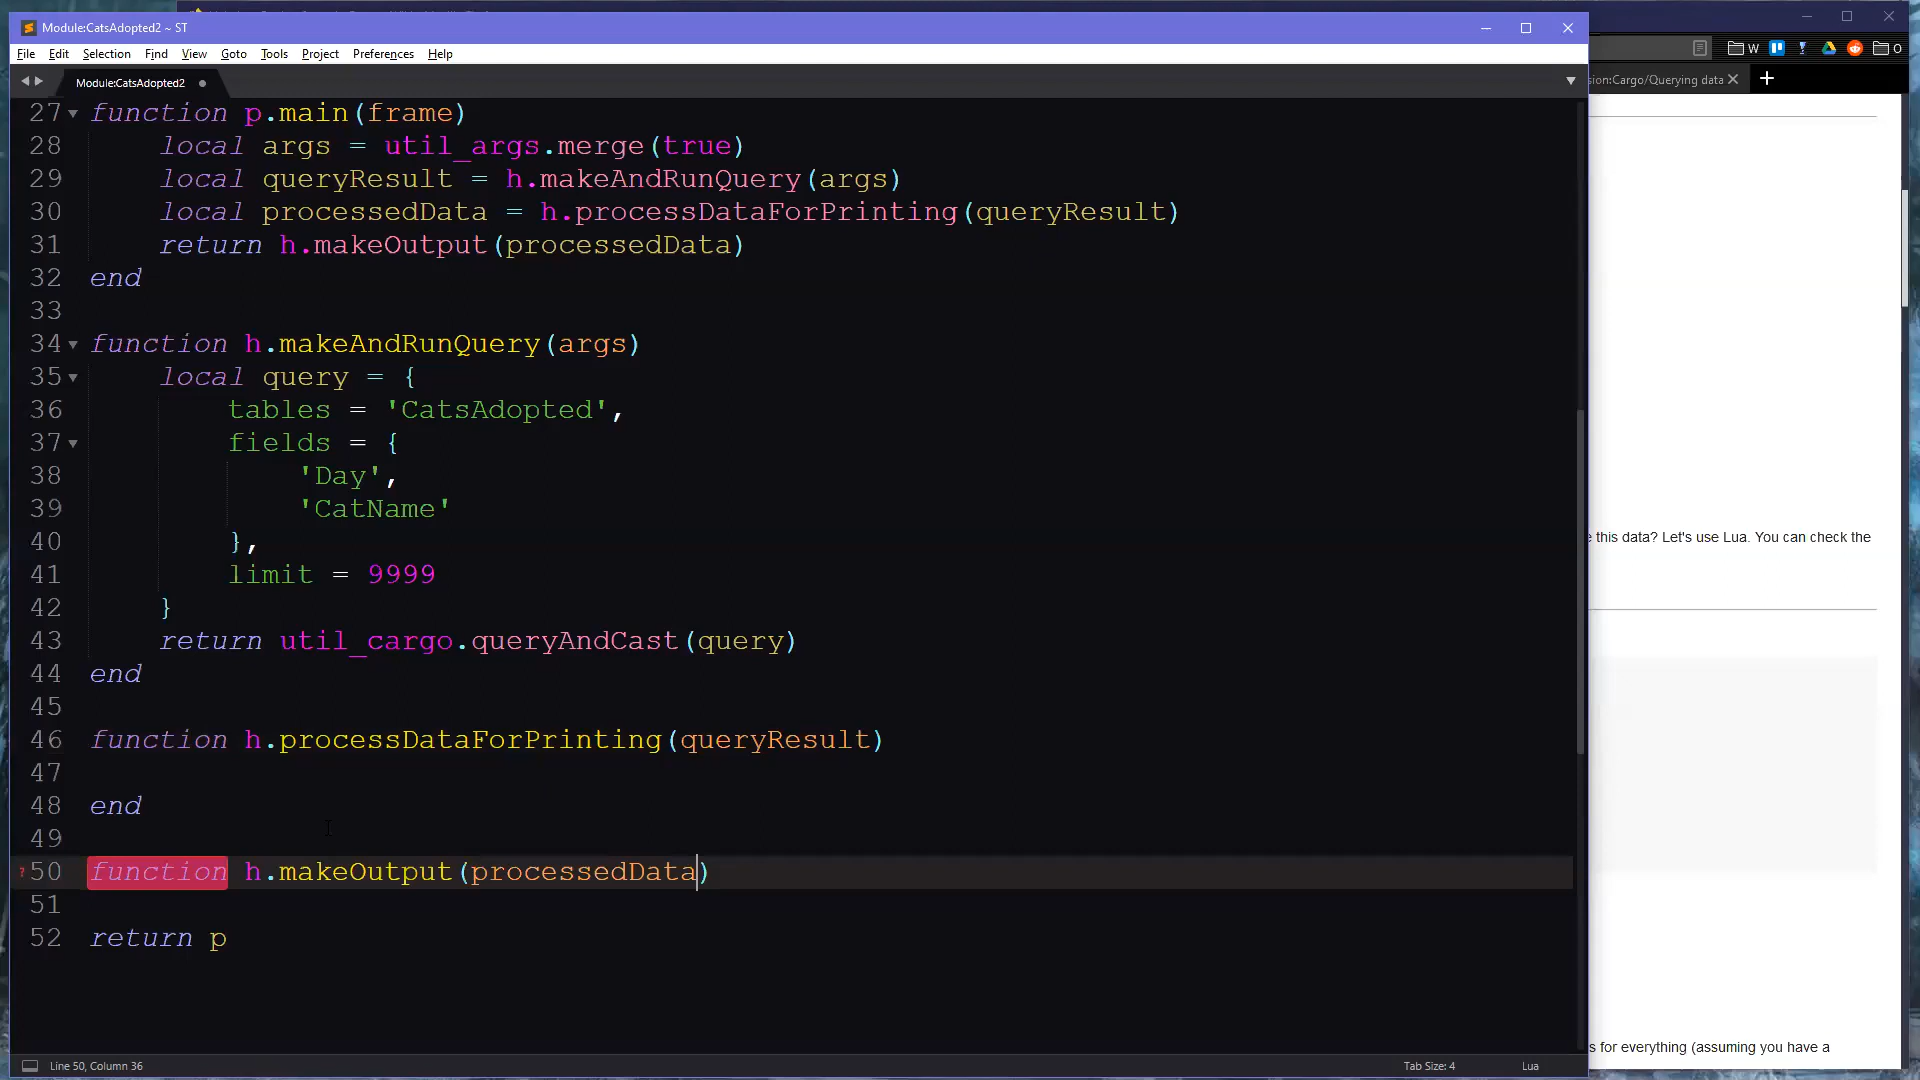 Module:CatsAdopted2 ~ ST
File Edit Selection Find View Goto Tools Project Preferences Help
W O
Module:CatsAdopted2
sion:Cargo/Querying data
27 function p.main(frame)
28 local args = util_args.merge(true)
29 local queryResult = h.makeAndRunQuery(args)
30 local processedData = h.processDataForPrinting(queryResult)
31 return h.makeOutput(processedData)
32 end
33
34 function h.makeAndRunQuery(args)
35 local query = {
36 tables = 'CatsAdopted',
37 fields = {
38 'Day',
39 'CatName'
40 },
41 limit = 9999
42 }
43 return util_cargo.queryAndCast(query)
44 end
45
46 function h.processDataForPrinting(queryResult)
47
48 end
49
50 function h.makeOutput(processedData)
51
52 return p
e this data? Let's use Lua. You can check the
s for everything (assuming you have a
Line 50, Column 36
Tab Size: 4
Lua